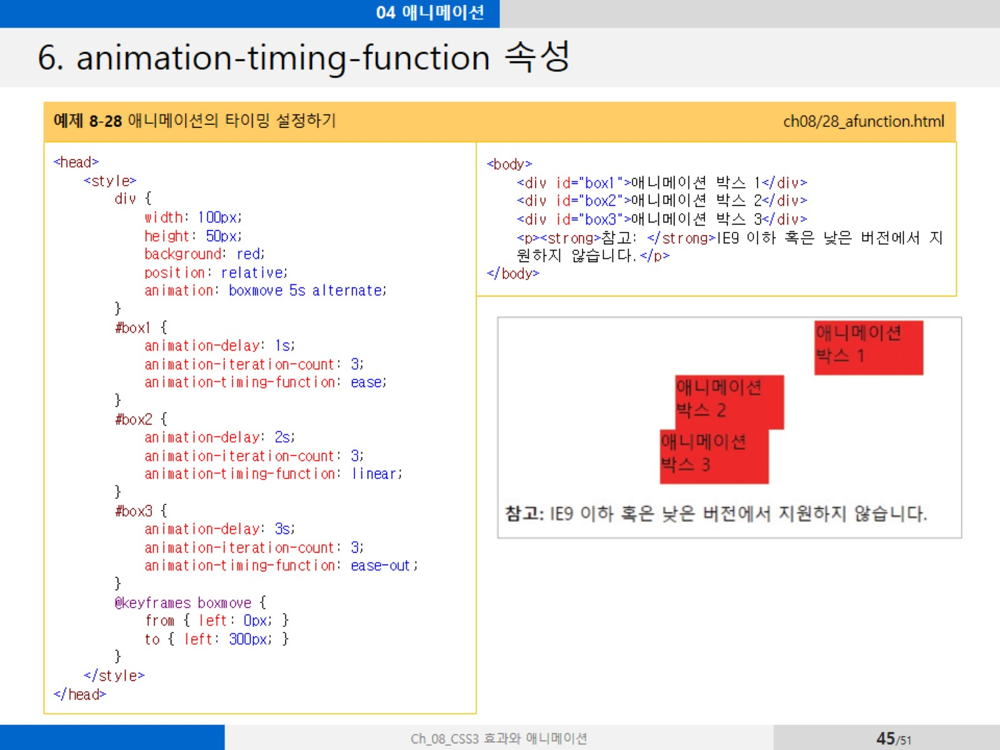 04 애니메이션
6. animation-timing-function 속성
예제 8-28 애니메이션의 타이밍 설정하기
ch08/28_afunction.html
<head>
<style>
div {
width: 100px;
height: 50px;
background: red;
position: relative;
animation: boxmove 5s alternate;
}
#box1 {
animation-delay: 1s;
animation-iteration-count: 3;
animation-timing-function: ease;
}
#box2 {
animation-delay: 2s;
animation-iteration-count: 3;
animation-timing-function: linear;
}
#box3 {
animation-delay: 3s;
animation-iteration-count: 3;
animation-timing-function: ease-out;
}
@keyframes boxmove {
from { left: 0px; }
to { left: 300px; }
}
</style>
</head>
<body>
<div id="box1">애니메이션 박스 1</div>
<div id="box2">애니메이션 박스 2</div>
<div id="box3">애니메이션 박스 3</div>
<p><strong>참고: </strong>IE9 이하 혹은 낮은 버전에서 지
원하지 않습니다.</p>
</body>
애니메이션
박스 1
애니메이션
박스 2
애니메이션
박스 3
참고: IE9 이하 혹은 낮은 버전에서 지원하지 않습니다.
Ch_08_CSS3 효과와 애니메이션
45/51